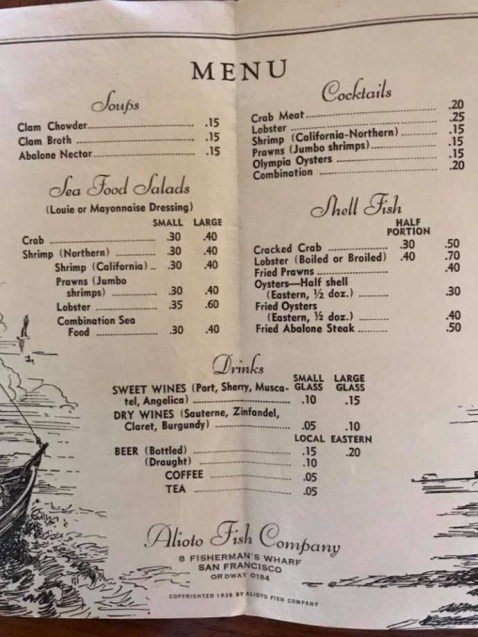 MENU
Soups
Clam Chowder .15
Clam Broth .15
Abalone Nectar .15
Cocktails
Crab Meat .20
Lobster .25
Shrimp (California-Northern) .15
Prawns (Jumbo shrimps) .15
Olympia Oysters .15
Combination .20
Sea Food Salads
(Louie or Mayonnaise Dressing)
SMALL LARGE
Crab .30 .40
Shrimp (Northern) .30 .40
Shrimp (California) .30 .40
Prawns (Jumbo
shrimps) .30 .40
Lobster .35 .60
Combination Sea
Food .30 .40
Shell Fish
HALF
PORTION
Cracked Crab .30 .50
Lobster (Boiled or Broiled) .40 .70
Fried Prawns .40
Oysters—Half shell
(Eastern, ½ doz.) .30
Fried Oysters
(Eastern, ½ doz.) .40
Fried Abalone Steak .50
Drinks
SMALL LARGE
SWEET WINES (Port, Sherry, Musca- GLASS GLASS
tel, Angelica) .10 .15
DRY WINES (Sauterne, Zinfandel,
Claret, Burgundy) .05 .10
LOCAL EASTERN
BEER (Bottled) .15 .20
(Draught) .10
COFFEE .05
TEA .05
Alioto Fish Company
8 FISHERMAN'S WHARF
SAN FRANCISCO
ORDWAY 0184
COPYRIGHTED 1938 BY ALIOTO FISH COMPANY